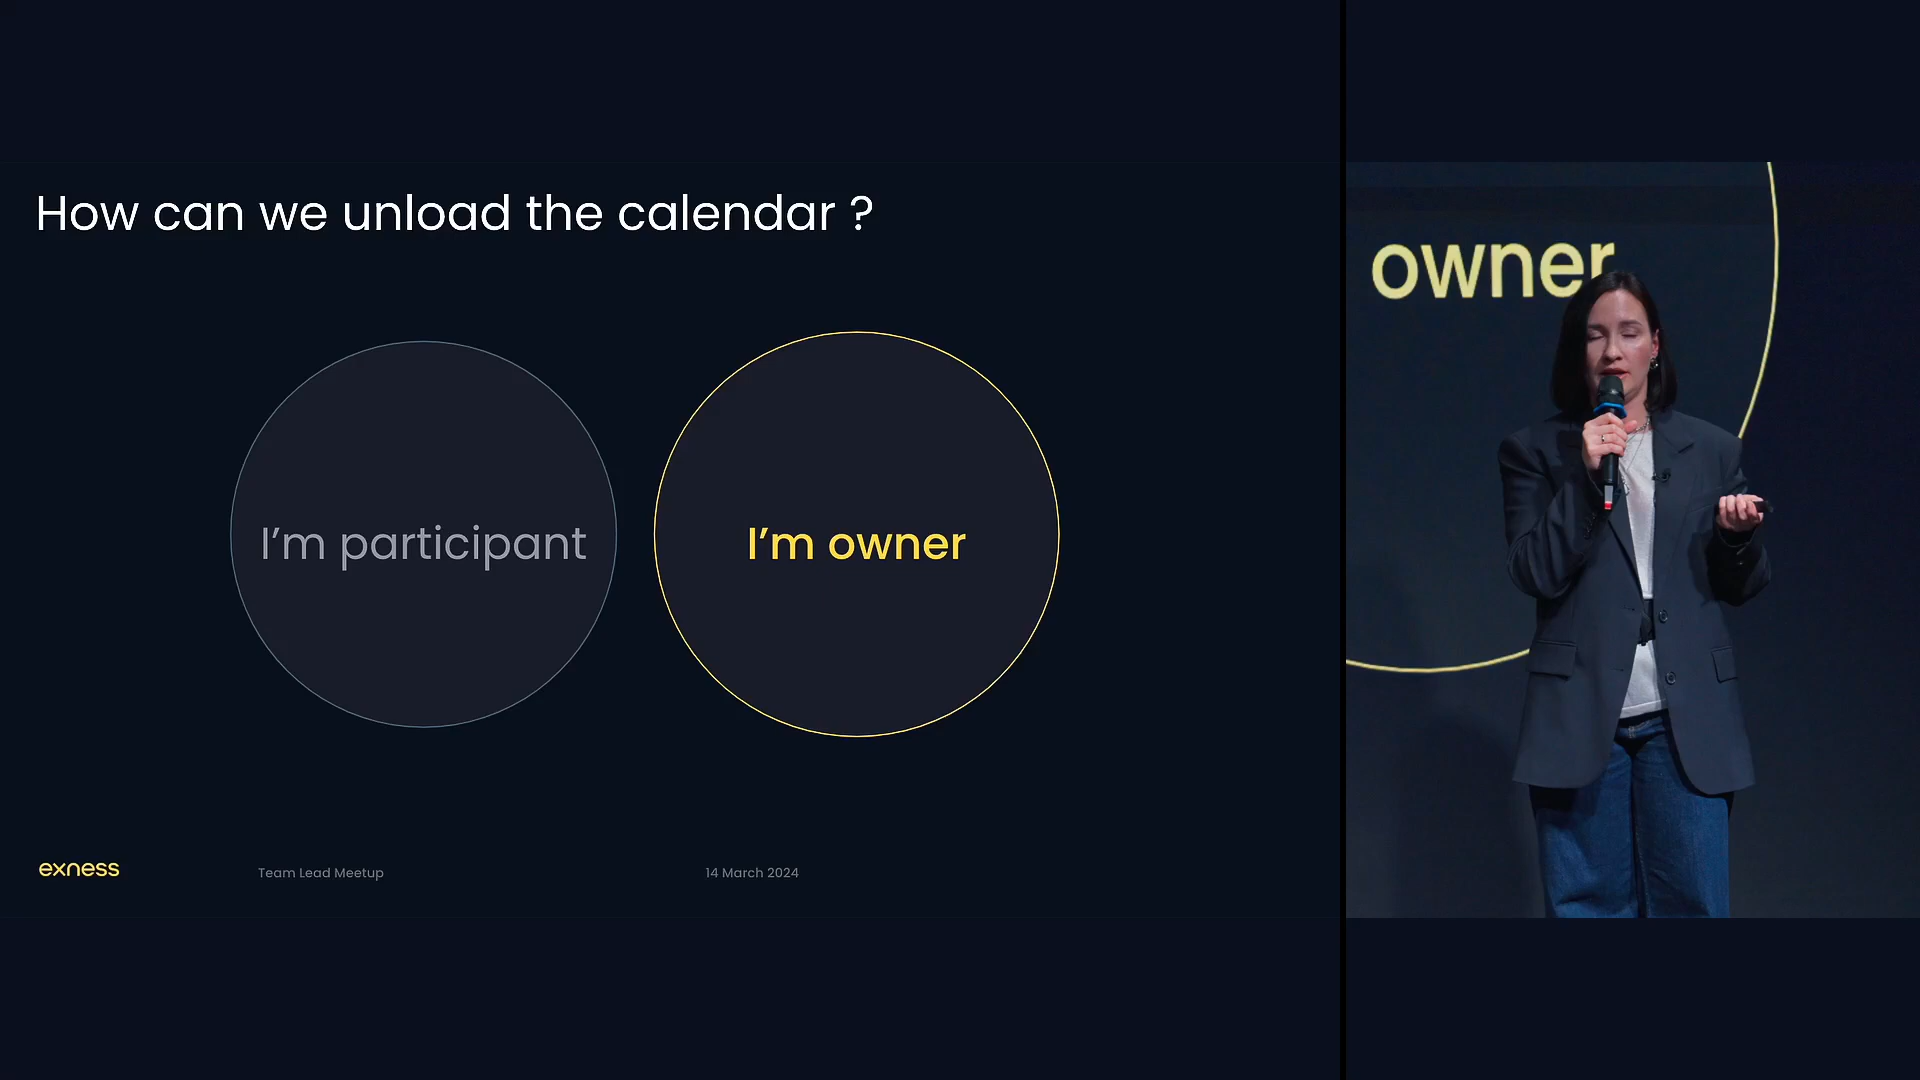 How can we unload the calendar ?
I'm participant
I'm owner
exness
Team Lead Meetup
14 March 2024
owner